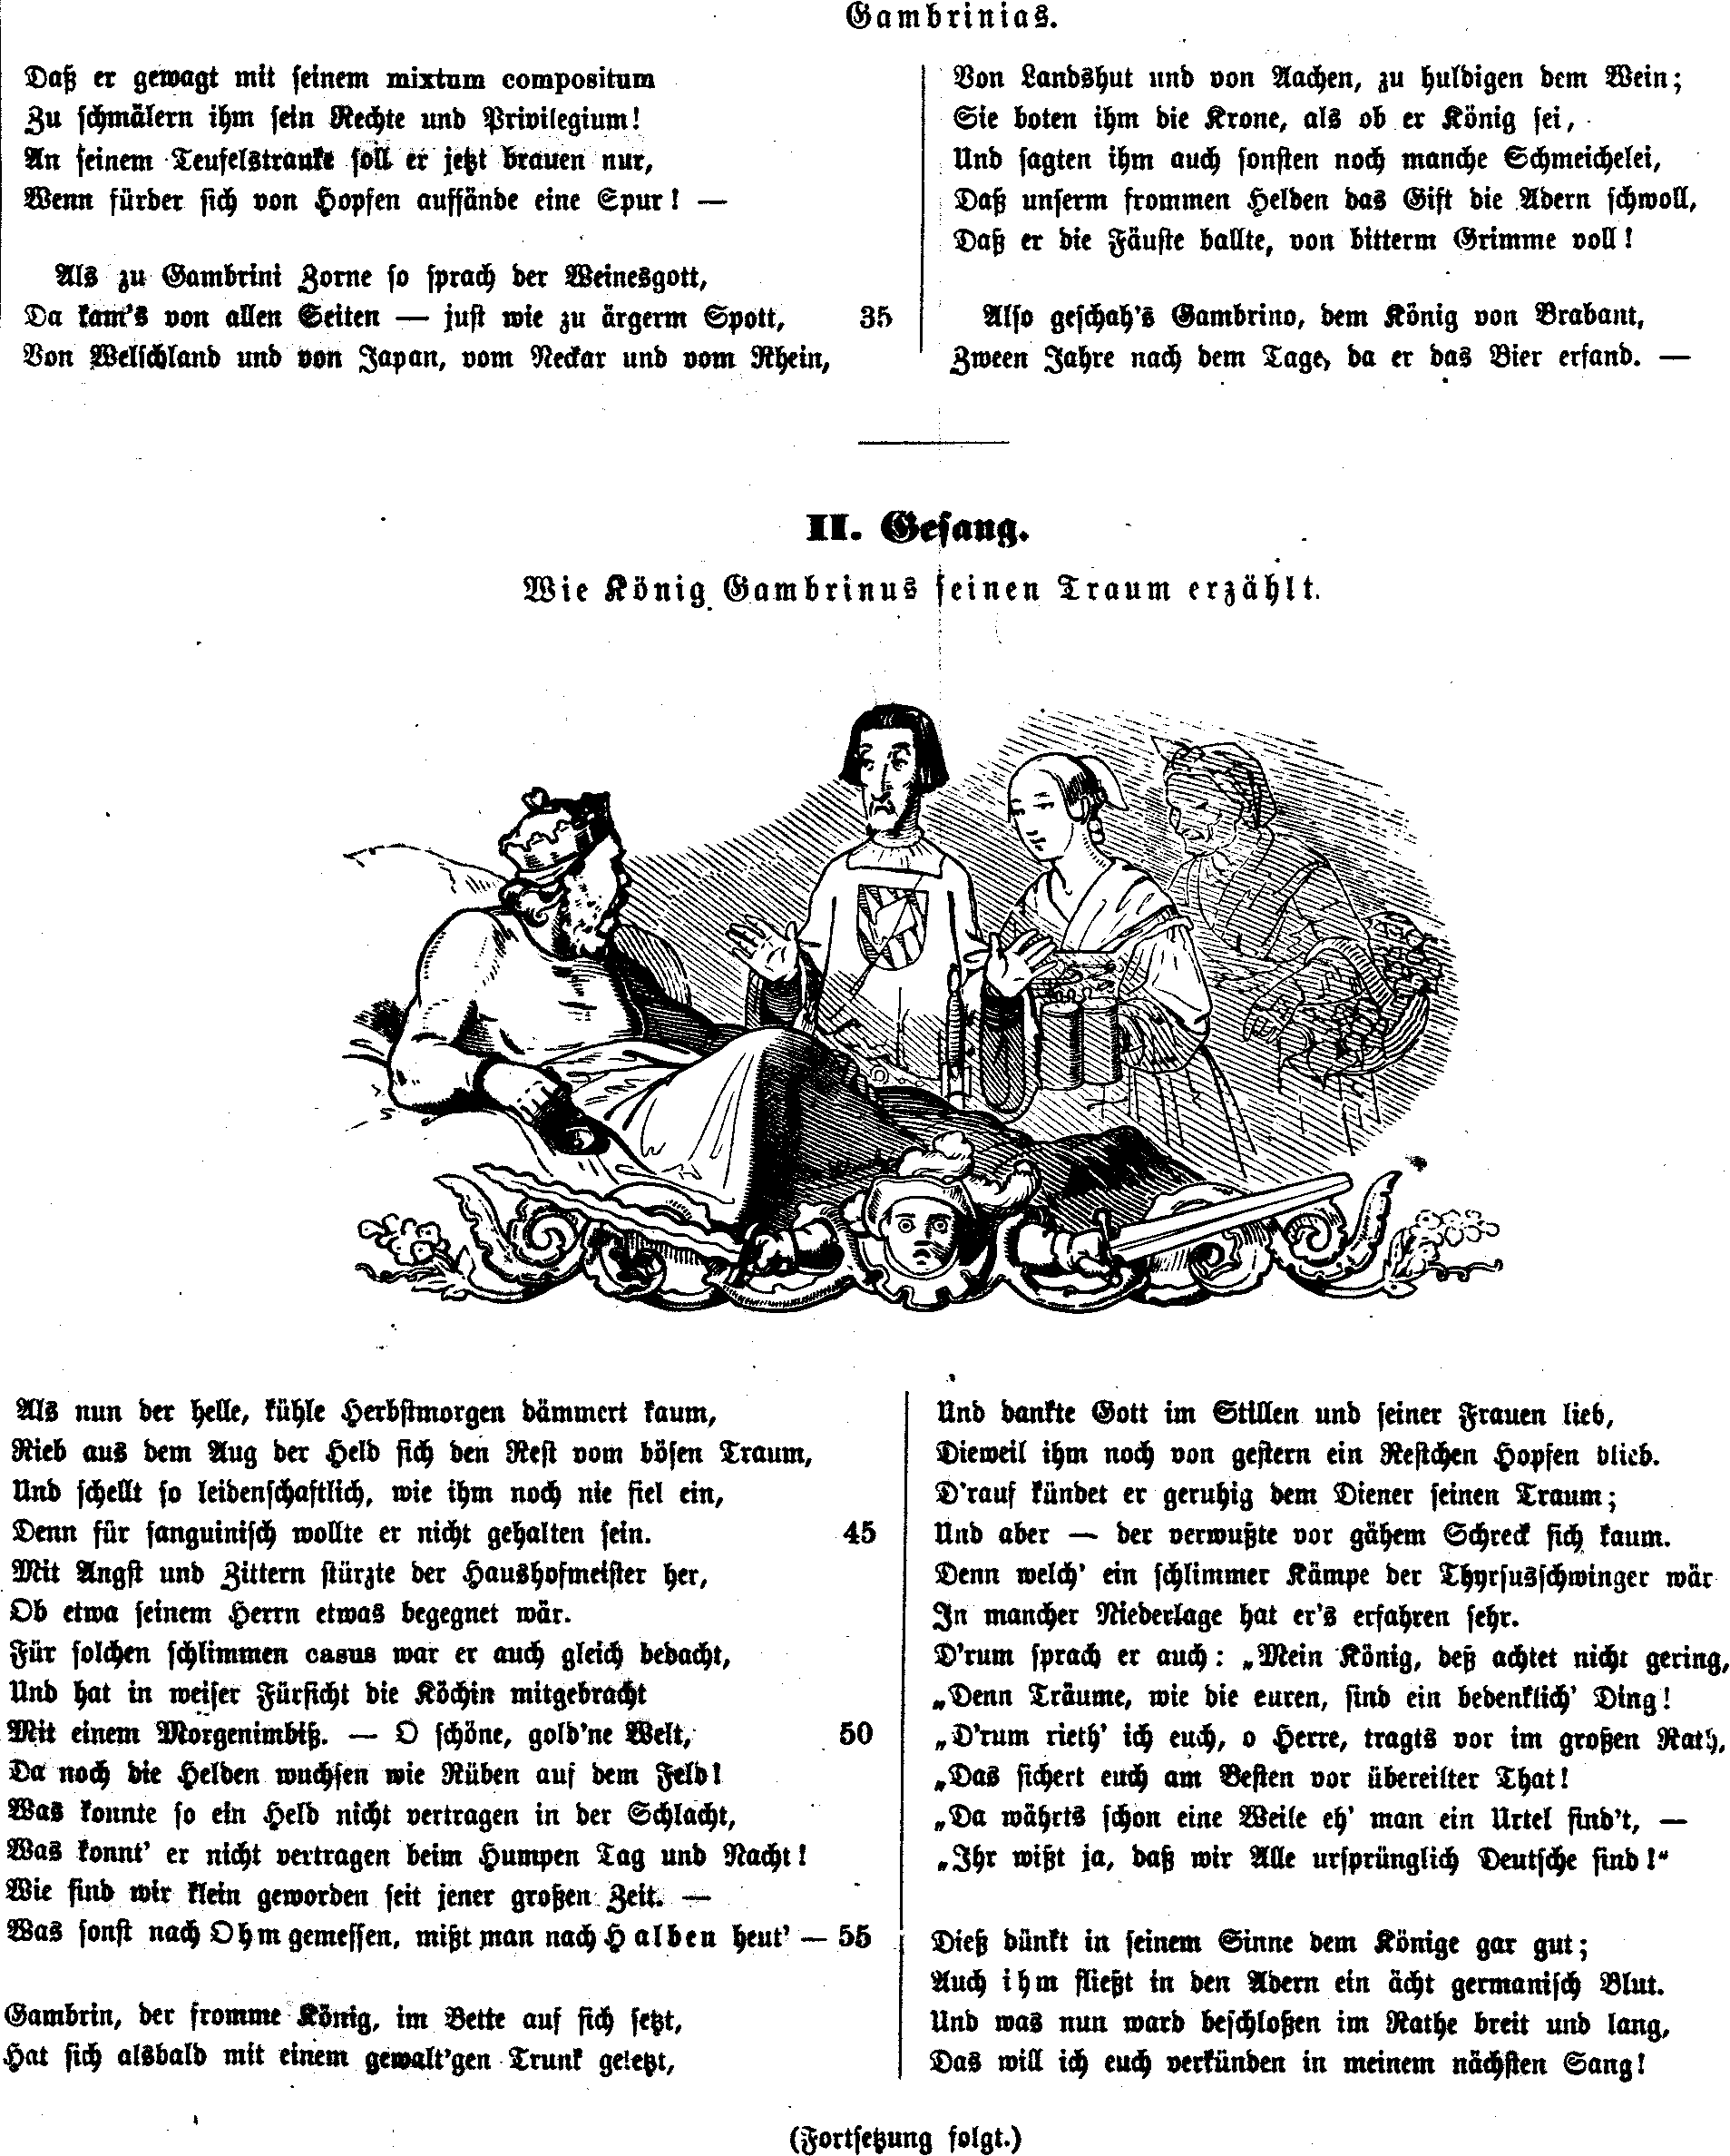 Gambrinias.
Daß er gewagt mit seinem mixtum compositum
Zu schmälern ihm sein Rechte und Privilegium!
An seinem Teufelstranke soll er jetzt brauen nur,
Wenn fürder sich von Hopfen auffände eine Spur! —
Als zu Gambrini Zorne so sprach der Weinesgott,
Da kam's von allen Seiten — just wie zu ärgerm Spott, 35
Von Welschland und von Japan, vom Neckar und vom Rhein,
Von Landshut und von Aachen, zu huldigen dem Wein;
Sie boten ihm die Krone, als ob er König sei,
Und sagten ihm auch sonsten noch manche Schmeichelei,
Daß unserm frommen Helden das Gift die Adern schwoll,
Daß er die Fäuste ballte, von bitterm Grimme voll!
Also geschah's Gambrino, dem König von Brabant,
Zween Jahre nach dem Tage, da er das Bier erfand. —
II. Gesang.
Wie König Gambrinus seinen Traum erzählt.
Als nun der helle, kühle Herbstmorgen dämmert kaum,
Rieb aus dem Aug der Held sich den Rest vom bösen Traum,
Und schellt so leidenschaftlich, wie ihm noch nie fiel ein,
Denn für sanguinisch wollte er nicht gehalten sein. 45
Mit Angst und Zittern stürzte der Haushofmeister her,
Ob etwa seinem Herrn etwas begegnet wär.
Für solchen schlimmen casus war er auch gleich bedacht,
Und hat in weiser Fürsicht die Köchin mitgebracht
Mit einem Morgenimbiß. — O schöne, gold'ne Welt, 50
Da noch die Helden wuchsen wie Rüben auf dem Feld!
Was konnte so ein Held nicht vertragen in der Schlacht,
Was konnt' er nicht vertragen beim Humpen Tag und Nacht!
Wie sind wir klein geworden seit jener großen Zeit. —
Was sonst nach Ohm gemessen, mißt man nach Halben heut' — 55
Gambrin, der fromme König, im Bette auf sich setzt,
Hat sich alsbald mit einem gewalt'gen Trunk geletzt,
Und dankte Gott im Stillen und seiner Frauen lieb,
Dieweil ihm noch von gestern ein Restchen Hopfen blieb.
D'rauf kündet er geruhig dem Diener seinen Traum;
Und aber — der verwußte vor gähem Schreck sich kaum.
Denn welch' ein schlimmer Kämpe der Thyrsusschwinger wär
In mancher Niederlage hat er's erfahren sehr.
D'rum sprach er auch: „Mein König, deß achtet nicht gering,
„Denn Träume, wie die euren, sind ein bedenklich' Ding!
„D'rum rieth' ich euch, o Herre, tragts vor im großen Rath,
„Das sichert euch am Besten vor übereilter That!
„Da währts schon eine Weile eh' man ein Urtel find't, —
„Ihr wißt ja, daß wir Alle ursprünglich Deutsche sind!"
Dieß dünkt in seinem Sinne dem Könige gar gut;
Auch ihm fließt in den Adern ein ächt germanisch Blut.
Und was nun ward beschloßen im Rathe breit und lang,
Das will ich euch verkünden in meinem nächsten Sang!
(Fortsetzung folgt.)